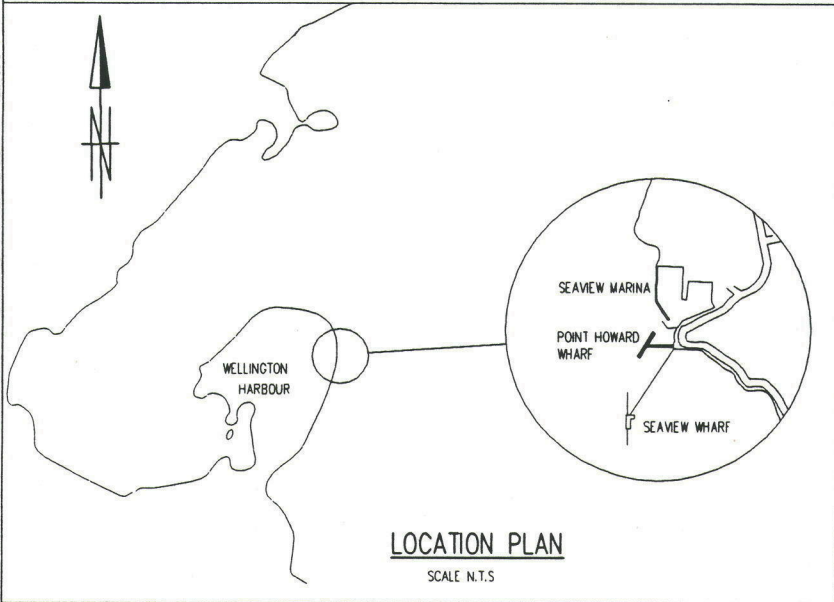 N
SEAVIEW MARINA
POINT HOWARD
WHARF
WELLINGTON
HARBOUR
SEAVIEW WHARF
LOCATION PLAN
SCALE N.T.S